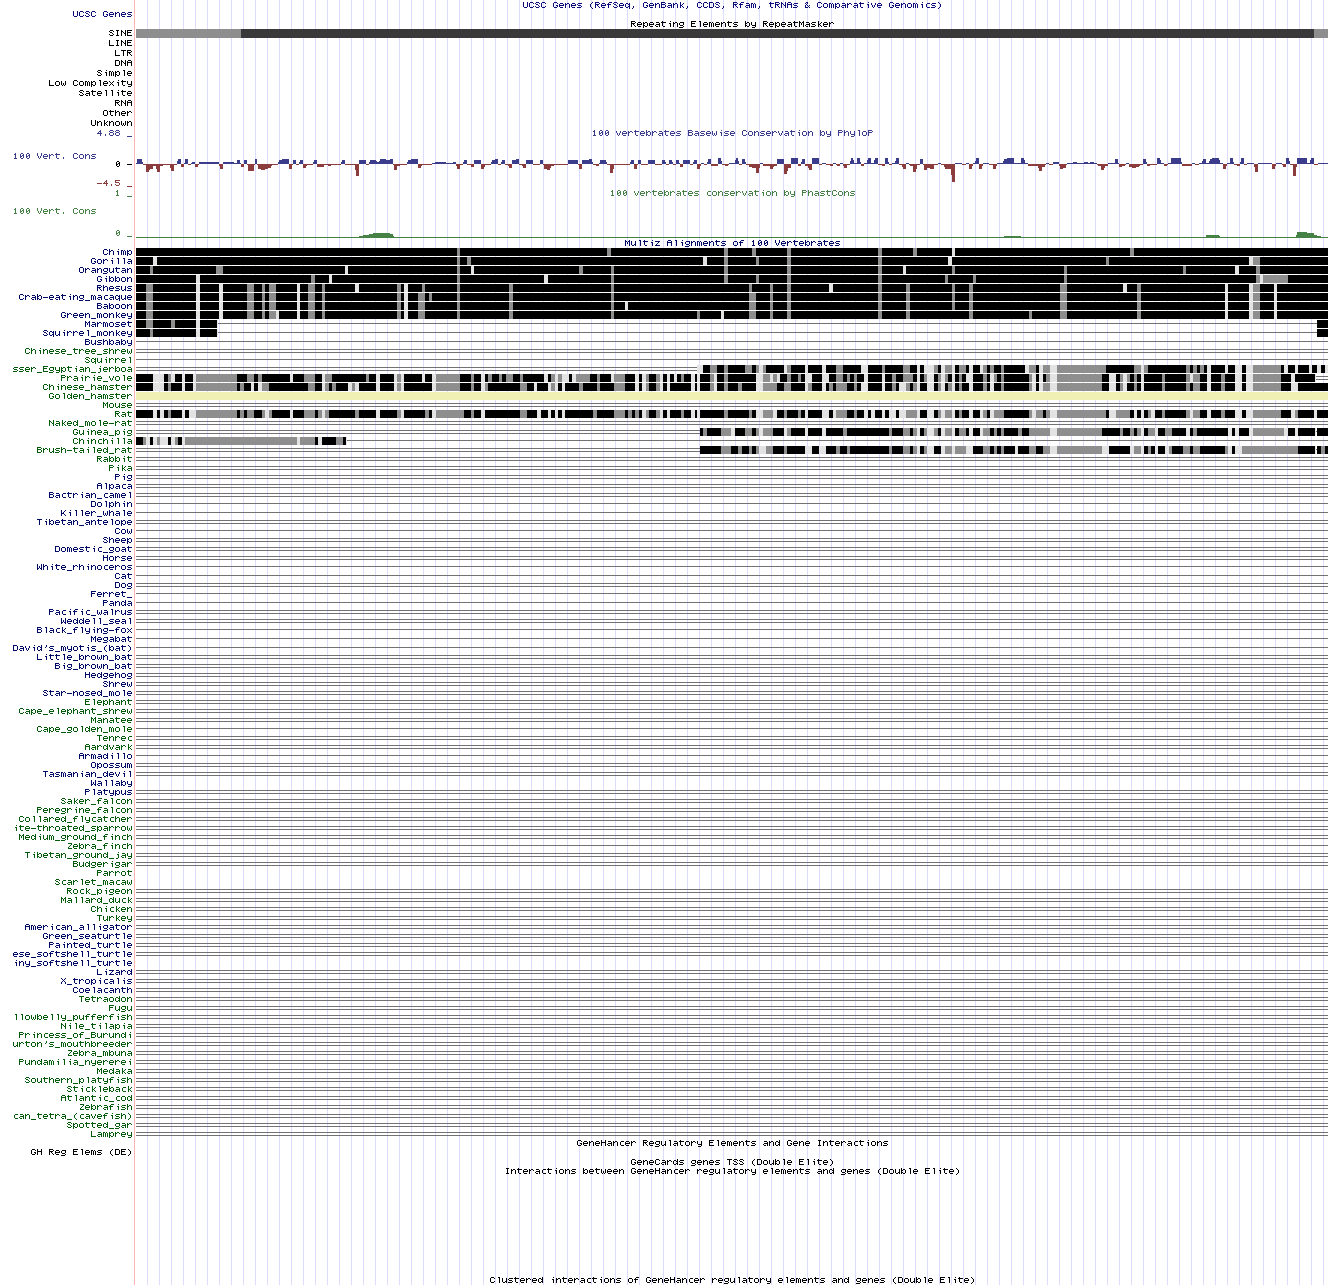 UCSC Genes (RefSeq, GenBank, CCDS, Rfam, tRNAs & Comparative Genomics)
UCSC Genes
Repeating Elements by RepeatMasker
SINE
LINE
LTR
DNA
Simple
Low Complexity
Satellite
RNA
Other
Unknown
4.88 _
100 vertebrates Basewise Conservation by PhyloP
100 Vert. Cons
0 -
-4.5 _
1 _
100 vertebrates conservation by PhastCons
100 Vert. Cons
0 _
Multiz Alignments of 100 Vertebrates
Chimp
Gorilla
Orangutan
Gibbon
Rhesus
Crab-eating_macaque
Baboon
Green_monkey
Marmoset
Squirrel_monkey
Bushbaby
Chinese_tree_shrew
Squirrel
sser_Egyptian_jerboa
Prairie_vole
Chinese_hamster
Golden_hamster
Mouse
Rat
Naked_mole-rat
Guinea_pig
Chinchilla
Brush-tailed_rat
Rabbit
Pika
Pig
Alpaca
Bactrian_camel
Dolphin
Killer_whale
Tibetan_antelope
Cow
Sheep
Domestic_goat
Horse
White_rhinoceros
Cat
Dog
Ferret_
Panda
Pacific_walrus
Weddell_seal
Black_flying-fox
Megabat
David's_myotis_(bat)
Little_brown_bat
Big_brown_bat
Hedgehog
Shrew
Star-nosed_mole
Elephant
Cape_elephant_shrew
Manatee
Cape_golden_mole
Tenrec
Aardvark
Armadillo
Opossum
Tasmanian_devil
Wallaby
Platypus
Saker_falcon
Peregrine_falcon
Collared_flycatcher
ite-throated_sparrow
Medium_ground_finch
Zebra_finch
Tibetan_ground_jay
Budgerigar
Parrot
Scarlet_macaw
Rock_pigeon
Mallard_duck
Chicken
Turkey
American_alligator
Green_seaturtle
Painted_turtle
ese_softshell_turtle
iny_softshell_turtle
Lizard
X_tropicalis
Coelacanth
Tetraodon
Fugu
llowbelly_pufferfish
Nile_tilapia
Princess_of_Burundi
urton's_mouthbreeder
Zebra_mbuna
Pundamilia_nyererei
Medaka
Southern_platyfish
Stickleback
Atlantic_cod
Zebrafish
can_tetra_(cavefish)
Spotted_gar
Lamprey
GeneHancer Regulatory Elements and Gene Interactions
GH Reg Elems (DE)
GeneCards genes TSS (Double Elite)
Interactions between GeneHancer regulatory elements and genes (Double Elite)
Clustered interactions of GeneHancer regulatory elements and genes (Double Elite)